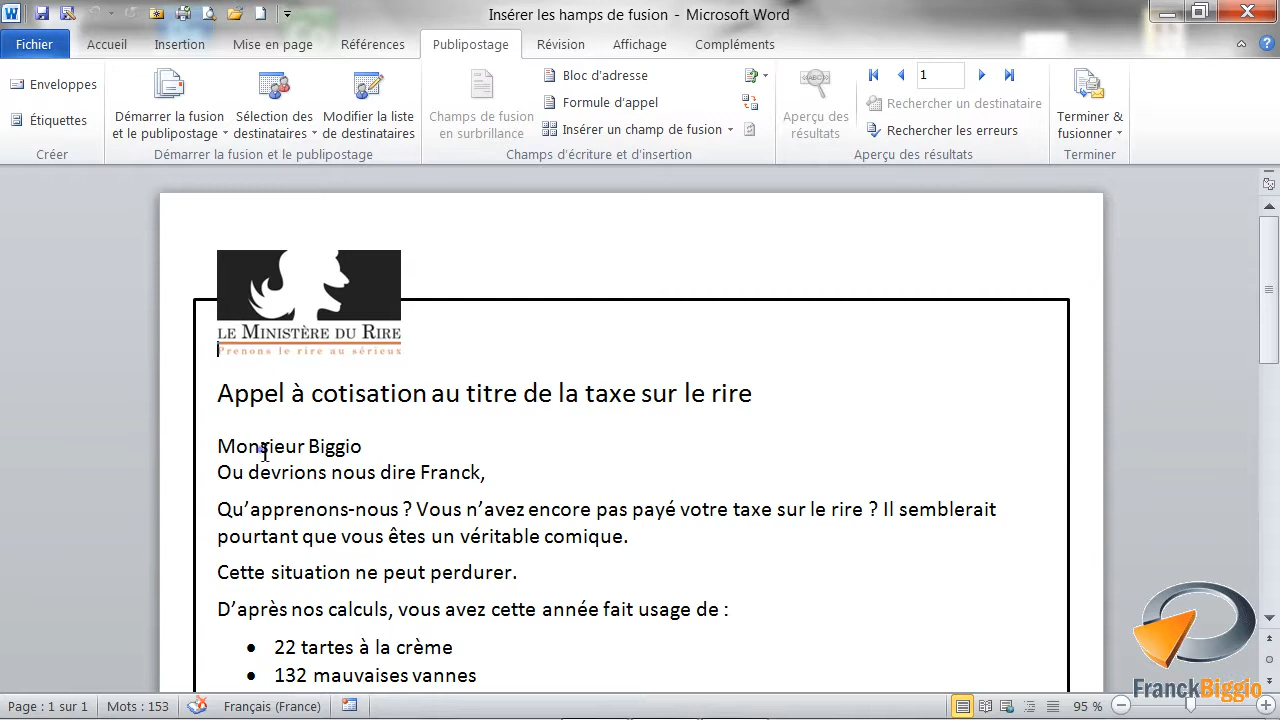 Insérer les hamps de fusion - Microsoft Word
Fichier Accueil Insertion Mise en page Références Publipostage Révision Affichage Compléments
Enveloppes
Étiquettes
Créer
Démarrer la fusion
et le publipostage
Sélection des
destinataires
Modifier la liste
de destinataires
Démarrer la fusion et le publipostage
Champs de fusion
en surbrillance
Bloc d'adresse
Formule d'appel
Insérer un champ de fusion
Champs d'écriture et d'insertion
ABC
Aperçu des
résultats
1
Rechercher un destinataire
Rechercher les erreurs
Aperçu des résultats
Terminer &
fusionner
Terminer
LE MINISTÈRE DU RIRE
Prenons le rire au sérieux
Appel à cotisation au titre de la taxe sur le rire
Monsieur Biggio
Ou devrions nous dire Franck,
Qu'apprenons-nous ? Vous n'avez encore pas payé votre taxe sur le rire ? Il semblerait
pourtant que vous êtes un véritable comique.
Cette situation ne peut perdurer.
D'après nos calculs, vous avez cette année fait usage de :
• 22 tartes à la crème
• 132 mauvaises vannes
FranckBiggio
Page : 1 sur 1 Mots : 153 Français (France) 95 %